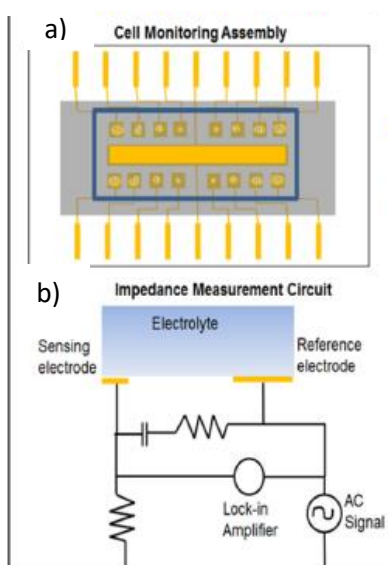 a)
Cell Monitoring Assembly
b)
Impedance Measurement Circuit
Electrolyte
Sensing
electrode
Reference
electrode
Lock-in
Amplifier
AC
Signal